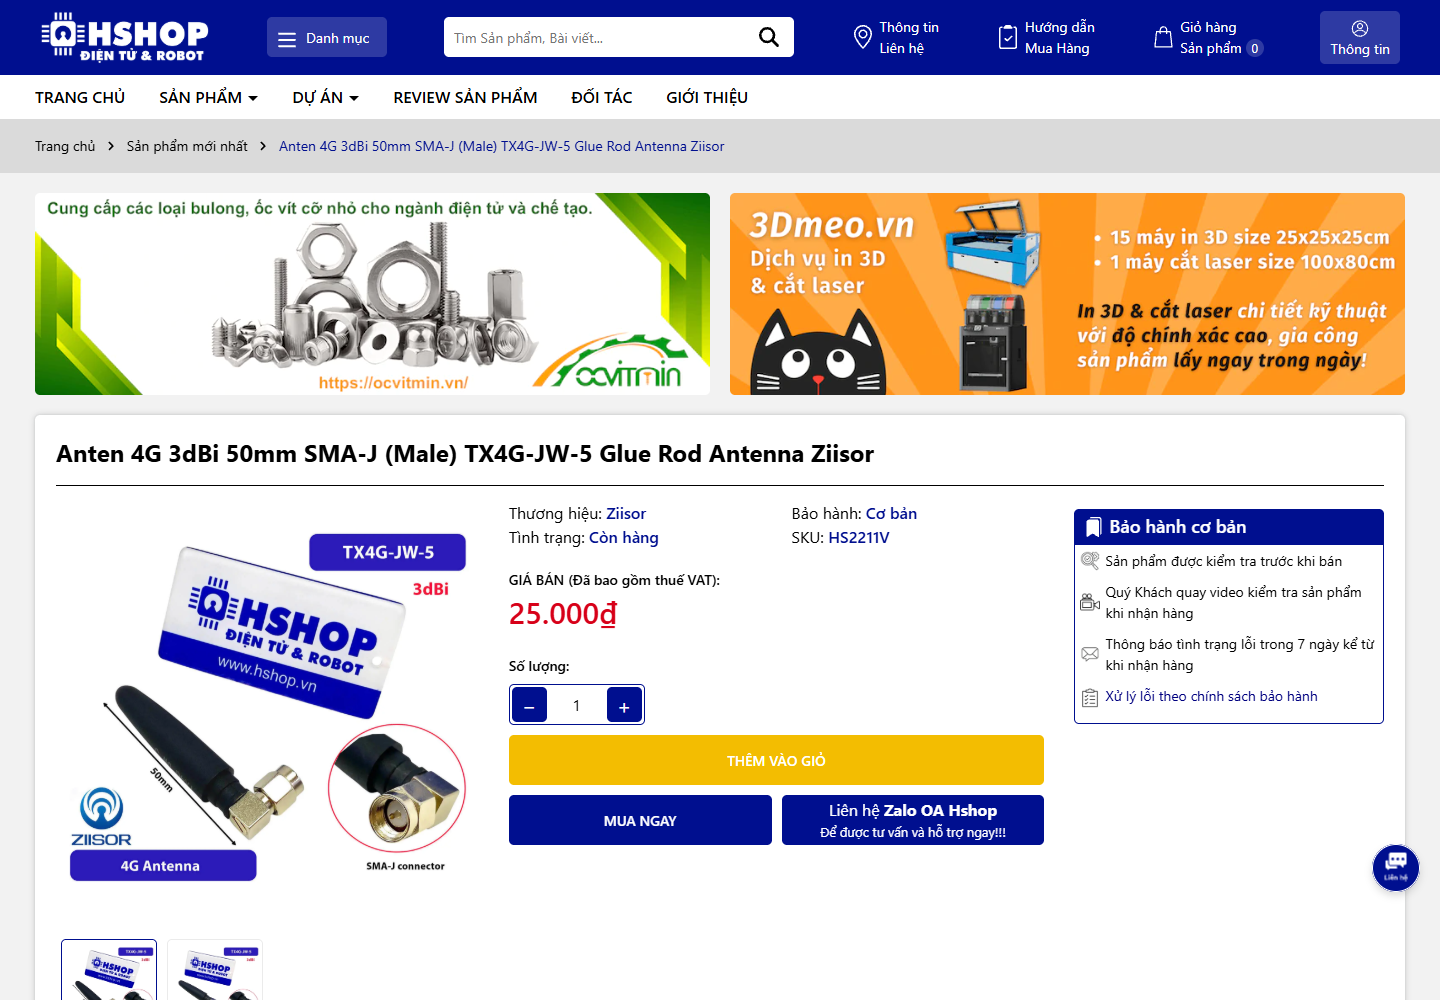 HSHOP
ĐIỆN TỬ & ROBOT
Danh mục
Tìm Sản phẩm, Bài viết...
Thông tin
Liên hệ
Hướng dẫn
Mua Hàng
Giỏ hàng
Sản phẩm 0
Thông tin
TRANG CHỦ
SẢN PHẨM
DỰ ÁN
REVIEW SẢN PHẨM
ĐỐI TÁC
GIỚI THIỆU
Trang chủ
Sản phẩm mới nhất
Anten 4G 3dBi 50mm SMA-J (Male) TX4G-JW-5 Glue Rod Antenna Ziisor
Cung cấp các loại bulong, ốc vít cỡ nhỏ cho ngành điện tử và chế tạo.
https://ocvitmin.vn/
OCVITMIN
3Dmeo.vn
Dịch vụ in 3D
& cắt laser
• 15 máy in 3D size 25x25x25cm
• 1 máy cắt laser size 100x80cm
In 3D & cắt laser chi tiết kỹ thuật
với độ chính xác cao, gia công
sản phẩm lấy ngay trong ngày!
Anten 4G 3dBi 50mm SMA-J (Male) TX4G-JW-5 Glue Rod Antenna Ziisor
TX4G-JW-5
3dBi
HSHOP
ĐIỆN TỬ & ROBOT
www.hshop.vn
50mm
ZIISOR
4G Antenna
SMA-J connector
Thương hiệu: Ziisor
Bảo hành: Cơ bản
Tình trạng: Còn hàng
SKU: HS2211V
GIÁ BÁN (Đã bao gồm thuế VAT):
25.000₫
Số lượng:
− 1 +
THÊM VÀO GIỎ
MUA NGAY
Liên hệ Zalo OA Hshop
Để được tư vấn và hỗ trợ ngay!!!
Bảo hành cơ bản
Sản phẩm được kiểm tra trước khi bán
Quý Khách quay video kiểm tra sản phẩm
khi nhận hàng
Thông báo tình trạng lỗi trong 7 ngày kể từ
khi nhận hàng
Xử lý lỗi theo chính sách bảo hành
Liên hệ